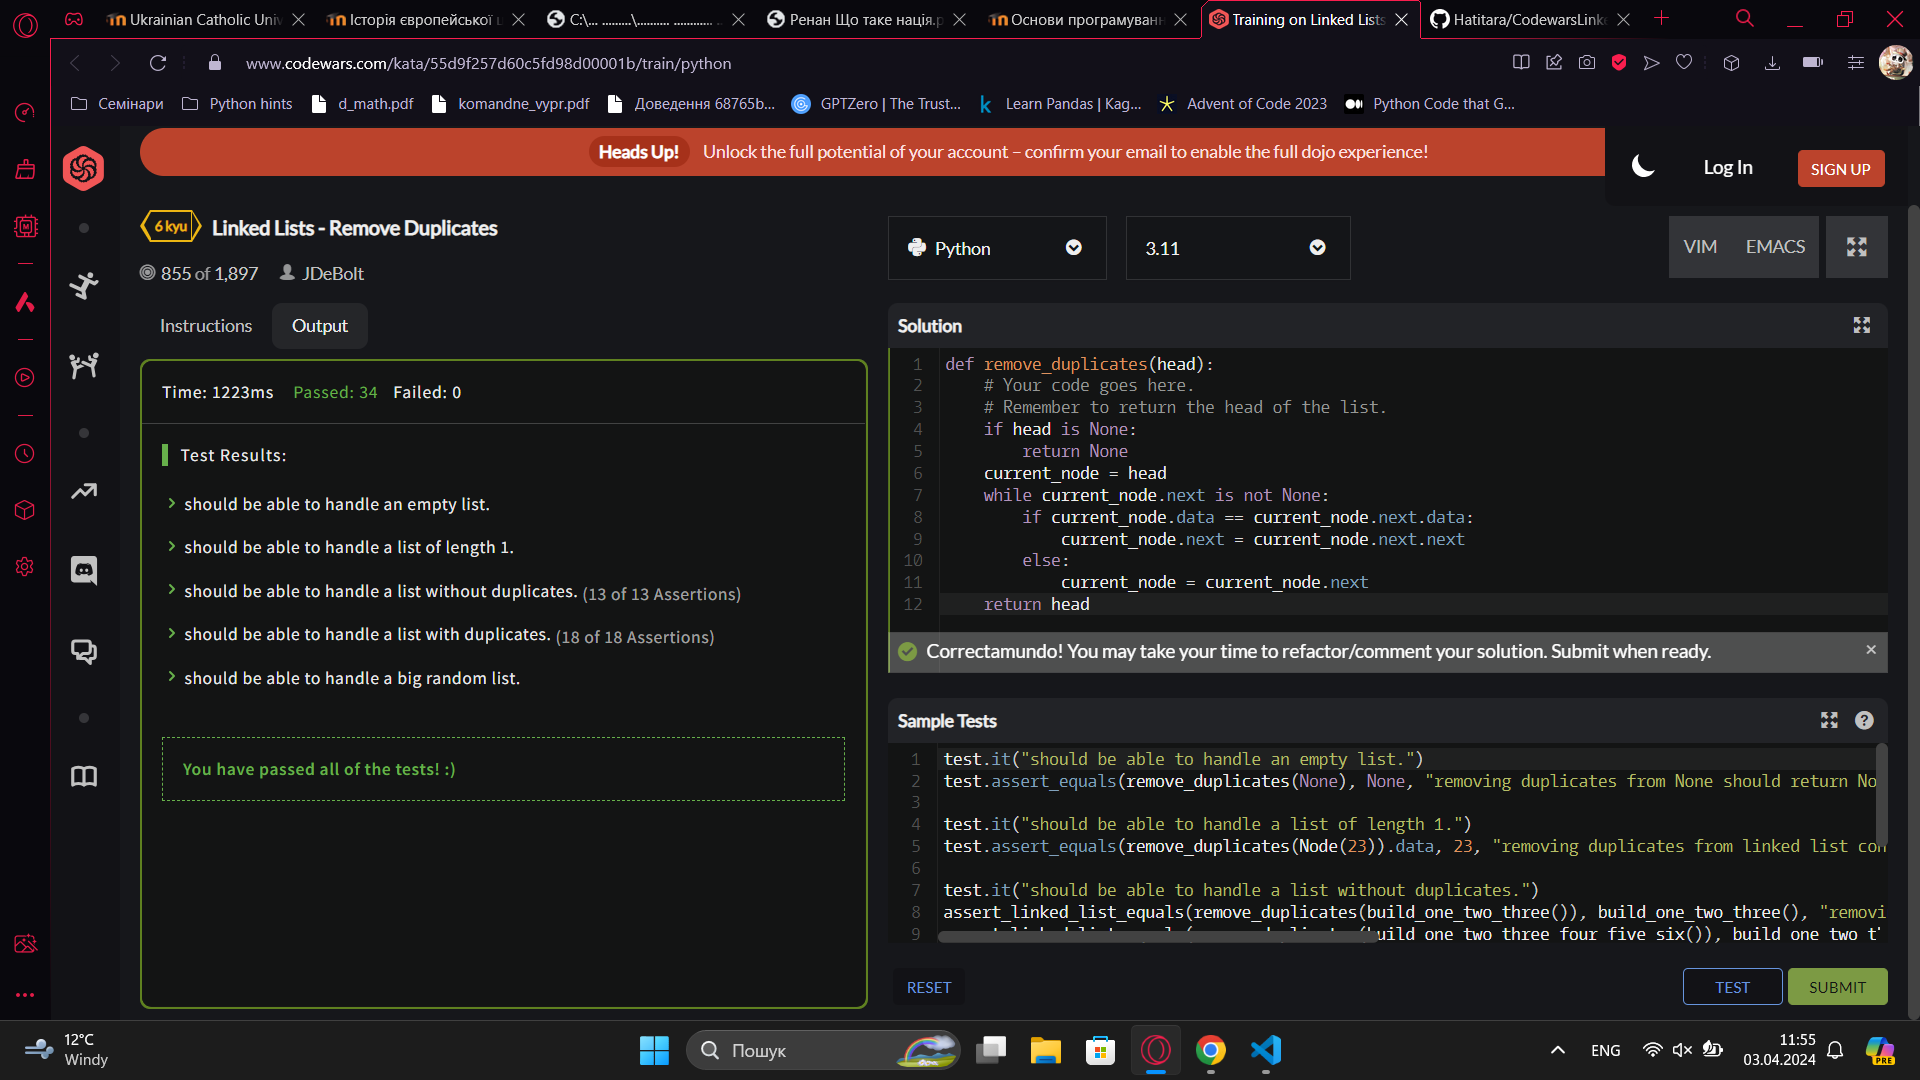 Ukrainian Catholic Univ
Історія європейської ц
C:\... .........\.......... ............ ..
Ренан Що таке нація.р
Основи програмуванн
Training on Linked Lists
Hatitara/CodewarsLinke
www.codewars.com/kata/55d9f257d60c5fd98d00001b/train/python
Семінари
Python hints
d_math.pdf
komandne_vypr.pdf
Доведення 68765b...
GPTZero | The Trust...
Learn Pandas | Kag...
Advent of Code 2023
Python Code that G...
Heads Up! Unlock the full potential of your account – confirm your email to enable the full dojo experience!
Log In
SIGN UP
6 kyu
Linked Lists - Remove Duplicates
855 of 1,897 JDeBolt
Python
3.11
VIM EMACS
Instructions Output
Time: 1223ms Passed: 34 Failed: 0
Test Results:
should be able to handle an empty list.
should be able to handle a list of length 1.
should be able to handle a list without duplicates. (13 of 13 Assertions)
should be able to handle a list with duplicates. (18 of 18 Assertions)
should be able to handle a big random list.
You have passed all of the tests! :)
Solution
1 def remove_duplicates(head):
2     # Your code goes here.
3     # Remember to return the head of the list.
4     if head is None:
5         return None
6     current_node = head
7     while current_node.next is not None:
8         if current_node.data == current_node.next.data:
9             current_node.next = current_node.next.next
10         else:
11             current_node = current_node.next
12     return head
Correctamundo! You may take your time to refactor/comment your solution. Submit when ready.
Sample Tests
1 test.it("should be able to handle an empty list.")
2 test.assert_equals(remove_duplicates(None), None, "removing duplicates from None should return No
3
4 test.it("should be able to handle a list of length 1.")
5 test.assert_equals(remove_duplicates(Node(23)).data, 23, "removing duplicates from linked list con
6
7 test.it("should be able to handle a list without duplicates.")
8 assert_linked_list_equals(remove_duplicates(build_one_two_three()), build_one_two_three(), "removi
9 build_one_two_three_four_five_six()), build_one_two_t
RESET
TEST
SUBMIT
12°C
Windy
Пошук
PRE
ENG
11:55
03.04.2024